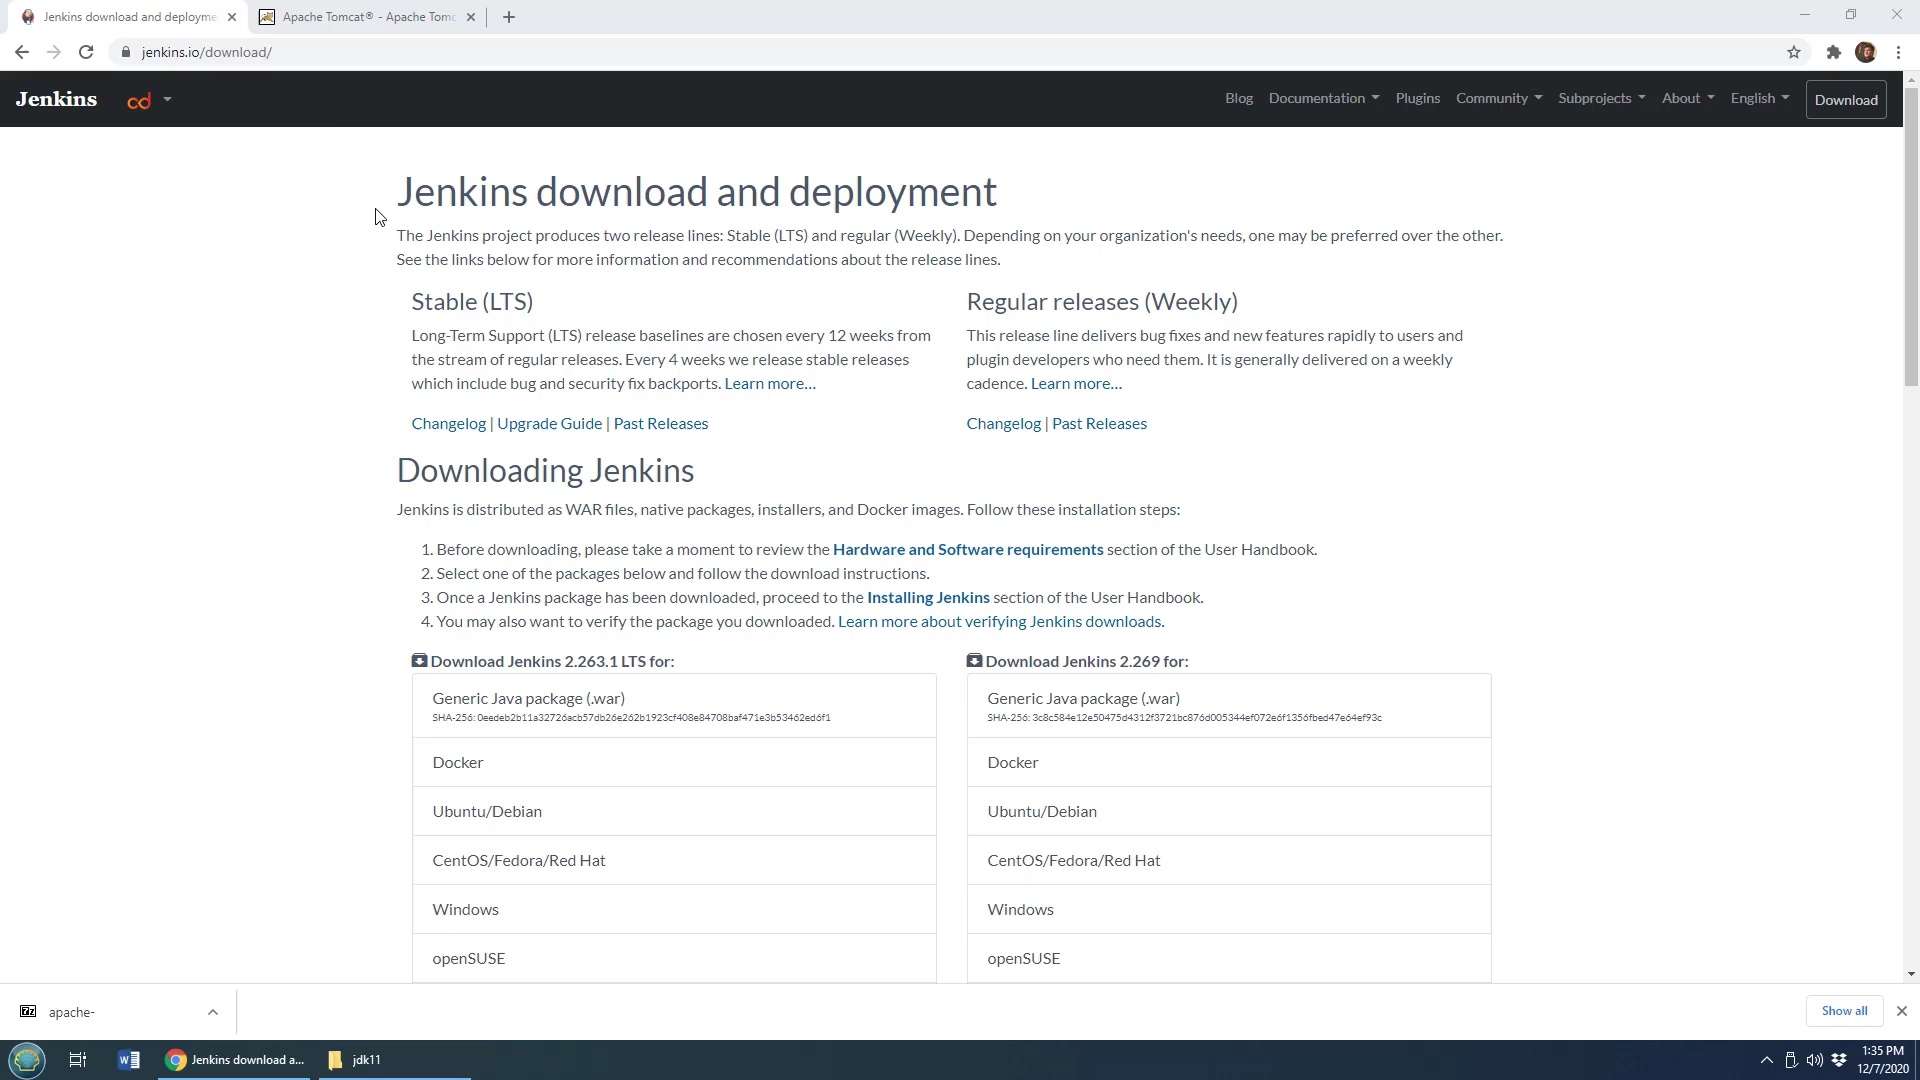 Jenkins download and deployme
Apache Tomcat® - Apache Tomc
jenkins.io/download/
Jenkins
cd
Blog
Documentation
Plugins
Community
Subprojects
About
English
Download
Jenkins download and deployment
The Jenkins project produces two release lines: Stable (LTS) and regular (Weekly). Depending on your organization's needs, one may be preferred over the other.
See the links below for more information and recommendations about the release lines.
Stable (LTS)
Long-Term Support (LTS) release baselines are chosen every 12 weeks from
the stream of regular releases. Every 4 weeks we release stable releases
which include bug and security fix backports. Learn more...
Changelog | Upgrade Guide | Past Releases
Regular releases (Weekly)
This release line delivers bug fixes and new features rapidly to users and
plugin developers who need them. It is generally delivered on a weekly
cadence. Learn more...
Changelog | Past Releases
Downloading Jenkins
Jenkins is distributed as WAR files, native packages, installers, and Docker images. Follow these installation steps:
1. Before downloading, please take a moment to review the Hardware and Software requirements section of the User Handbook.
2. Select one of the packages below and follow the download instructions.
3. Once a Jenkins package has been downloaded, proceed to the Installing Jenkins section of the User Handbook.
4. You may also want to verify the package you downloaded. Learn more about verifying Jenkins downloads.
Download Jenkins 2.263.1 LTS for:
Generic Java package (.war)
SHA-256: 0eedeb2b11a32726acb57db26e262b1923cf408e84708baf471e3b53462ed6f1
Docker
Ubuntu/Debian
CentOS/Fedora/Red Hat
Windows
openSUSE
Download Jenkins 2.269 for:
Generic Java package (.war)
SHA-256: 3c8c584e12e50475d4312f3721bc876d005344ef072e6f1356fbed47e64ef93c
Docker
Ubuntu/Debian
CentOS/Fedora/Red Hat
Windows
openSUSE
7z
apache-
Show all
W
Jenkins download a...
jdk11
1:35 PM
12/7/2020